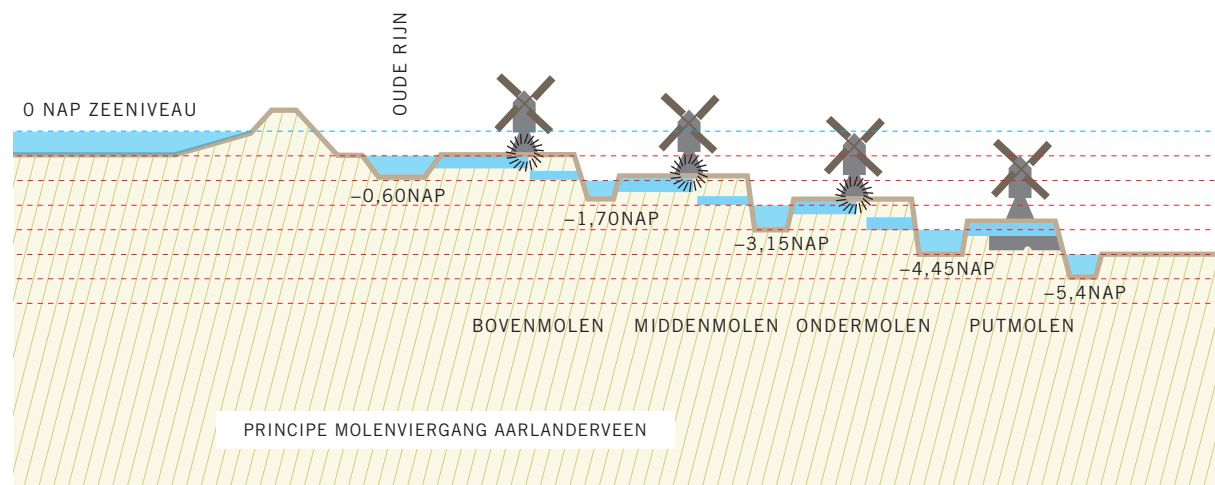 OUDE RIJN
0 NAP ZEENIVEAU
–0,60NAP
–1,70NAP
–3,15NAP
–4,45NAP
–5,4NAP
BOVENMOLEN
MIDDENMOLEN
ONDERMOLEN
PUTMOLEN
PRINCIPE MOLENVIERGANG AARLANDERVEEN